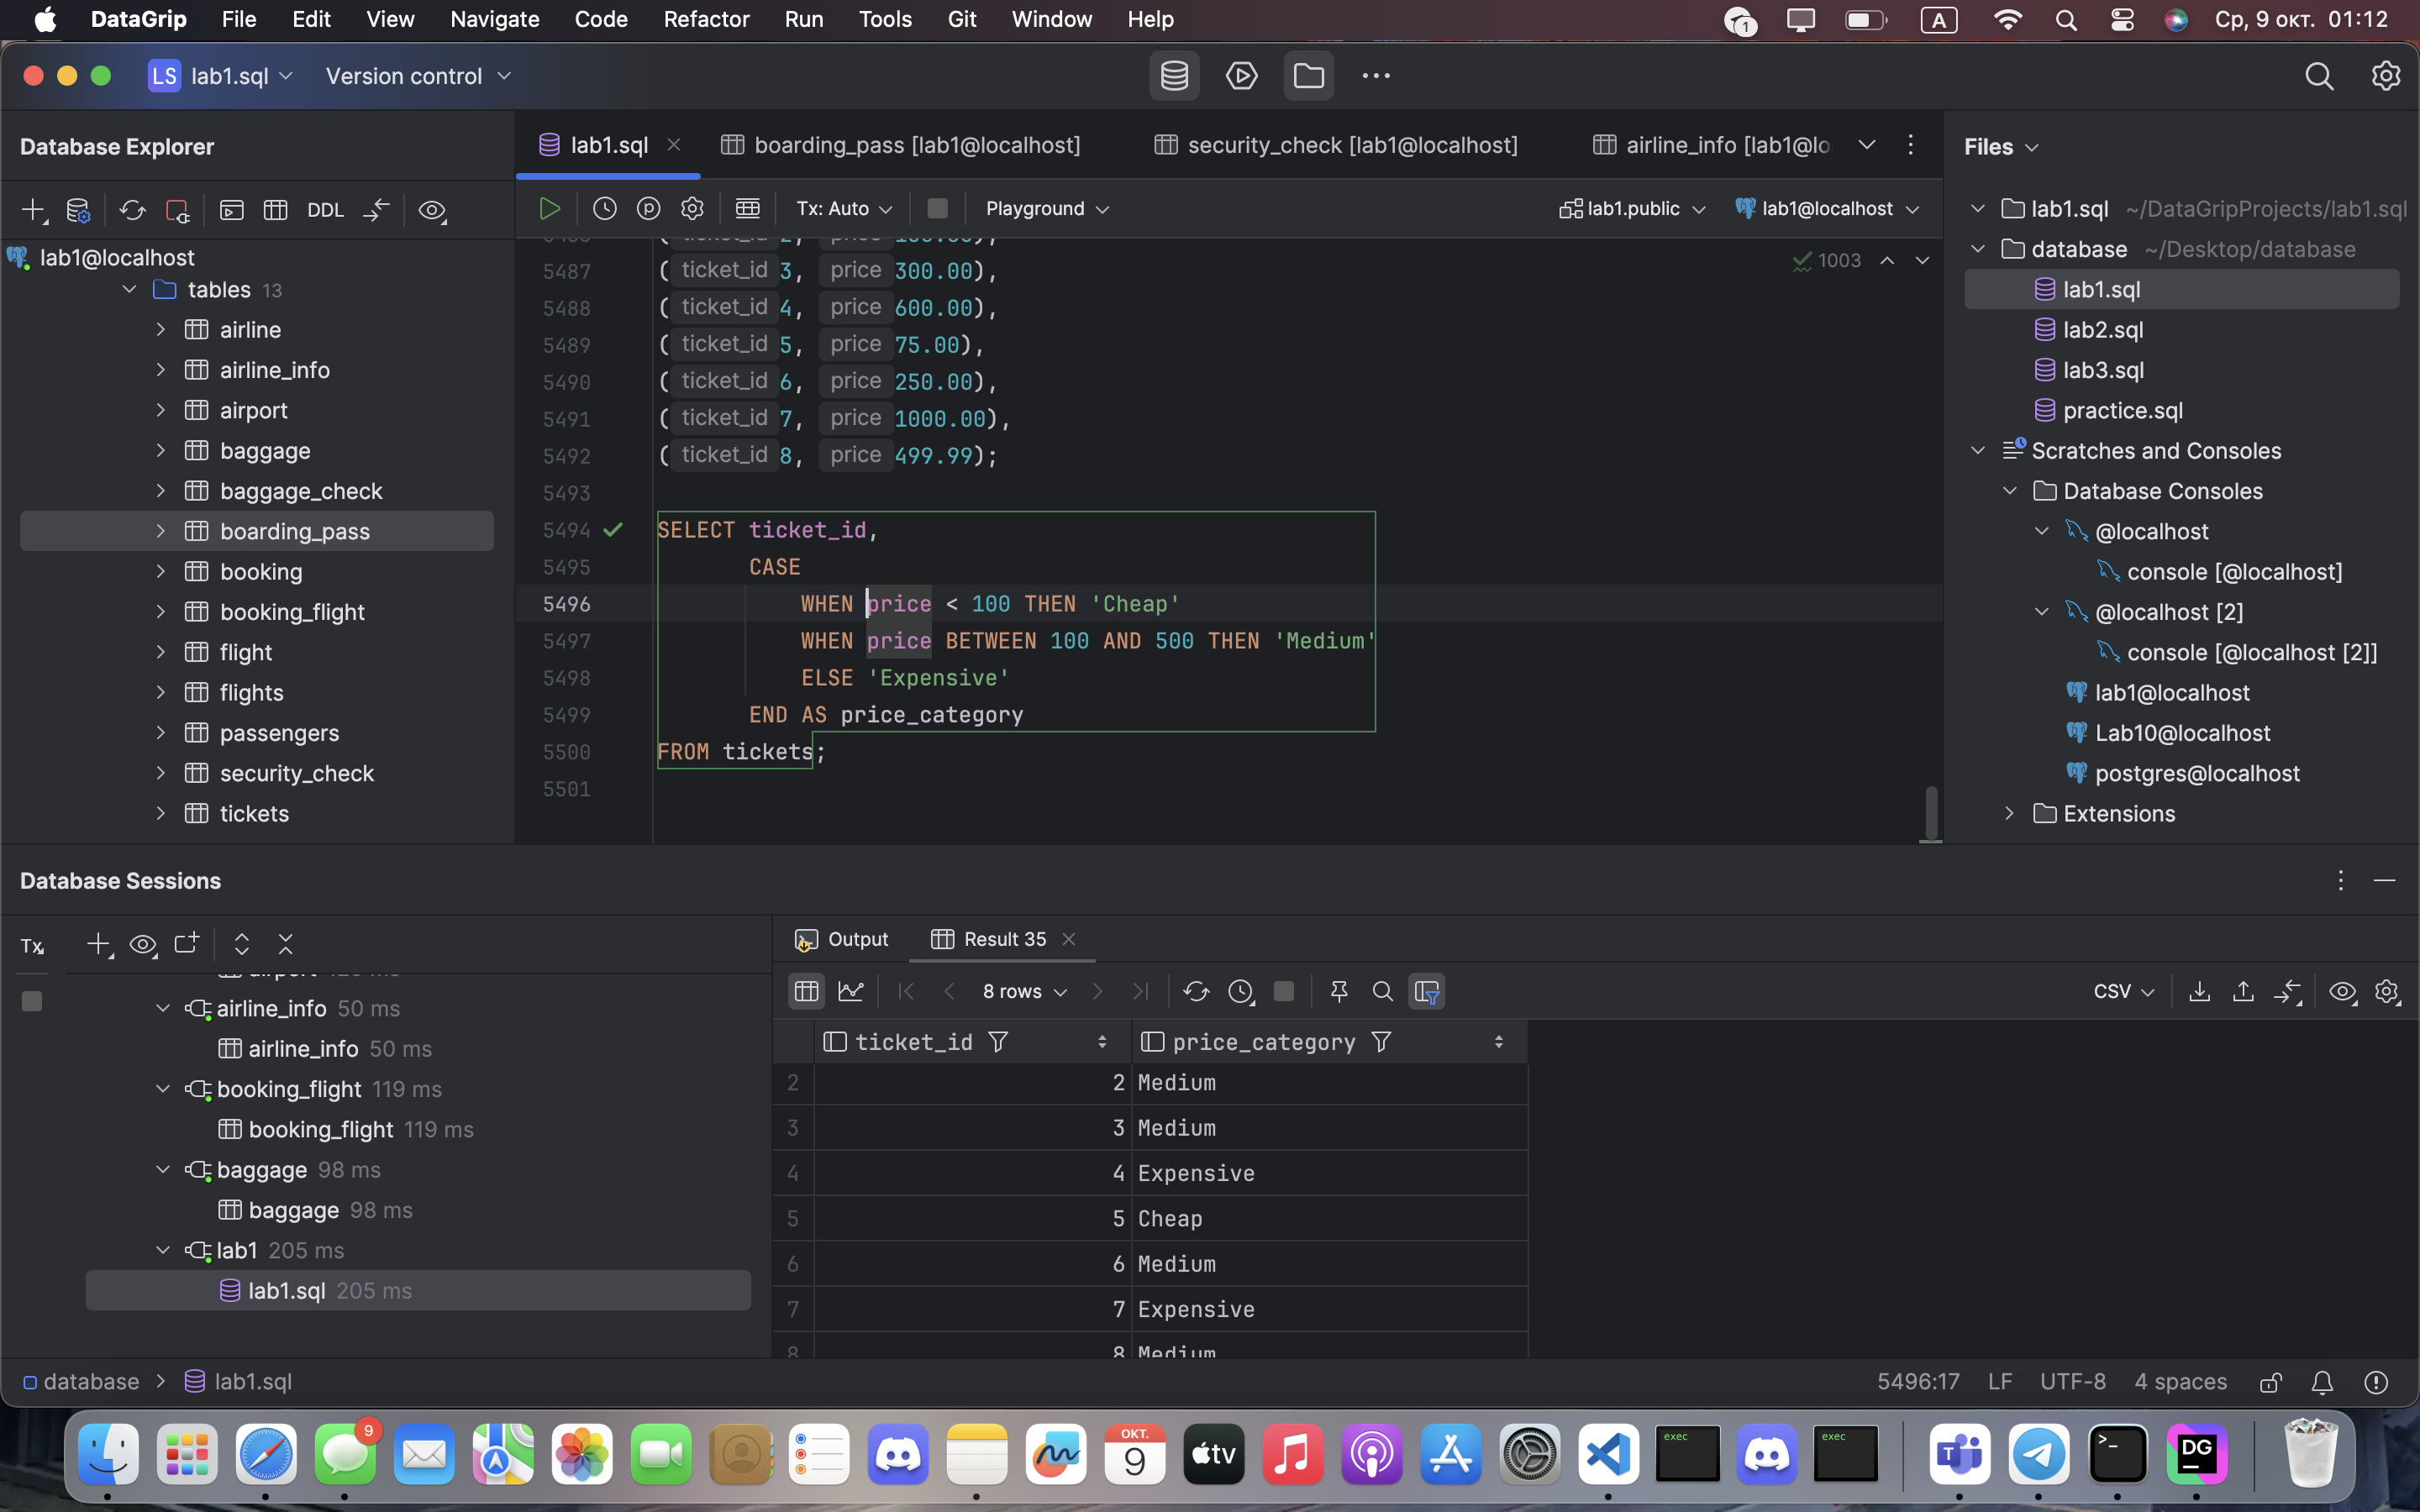 DataGrip File Edit View Navigate Code Refactor Run Tools Git Window Help 1 A Ср, 9 окт. 01:12
LS lab1.sql Version control
Database Explorer
lab1.sql boarding_pass [lab1@localhost] security_check [lab1@localhost] airline_info [lab1@lo
Files
DDL
Tx: Auto Playground lab1.public lab1@localhost
lab1@localhost
tables 13
airline
airline_info
airport
baggage
baggage_check
boarding_pass
booking
booking_flight
flight
flights
passengers
security_check
tickets
1003
5487 ( ticket_id 3, price 300.00),
5488 ( ticket_id 4, price 600.00),
5489 ( ticket_id 5, price 75.00),
5490 ( ticket_id 6, price 250.00),
5491 ( ticket_id 7, price 1000.00),
5492 ( ticket_id 8, price 499.99);
5493
5494 SELECT ticket_id,
5495 CASE
5496 WHEN price < 100 THEN 'Cheap'
5497 WHEN price BETWEEN 100 AND 500 THEN 'Medium'
5498 ELSE 'Expensive'
5499 END AS price_category
5500 FROM tickets;
5501
lab1.sql ~/DataGripProjects/lab1.sql
database ~/Desktop/database
lab1.sql
lab2.sql
lab3.sql
practice.sql
Scratches and Consoles
Database Consoles
@localhost
console [@localhost]
@localhost [2]
console [@localhost [2]]
lab1@localhost
Lab10@localhost
postgres@localhost
Extensions
Database Sessions
Tx
airline_info 50 ms
airline_info 50 ms
booking_flight 119 ms
booking_flight 119 ms
baggage 98 ms
baggage 98 ms
lab1 205 ms
lab1.sql 205 ms
Output Result 35
8 rows CSV
ticket_id price_category
2 2 Medium
3 3 Medium
4 4 Expensive
5 5 Cheap
6 6 Medium
7 7 Expensive
8 8 Medium
database lab1.sql 5496:17 LF UTF-8 4 spaces
9 ОКТ. 9 tv exec exec T DG